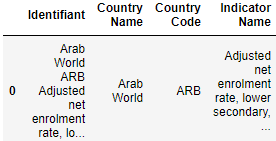 Identifiant Country Name Country Code Indicator Name
0 Arab World ARB Adjusted net enrolment rate, lo... Arab World ARB Adjusted net enrolment rate, lower secondary, ...